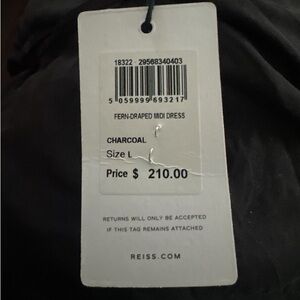 18322 29568340403
5 059999 693217
FERN-DRAPED MIDI DRESS
CHARCOAL
Size L
Price $ 210.00
RETURNS WILL ONLY BE ACCEPTED
IF THIS TAG REMAINS ATTACHED
REISS.COM